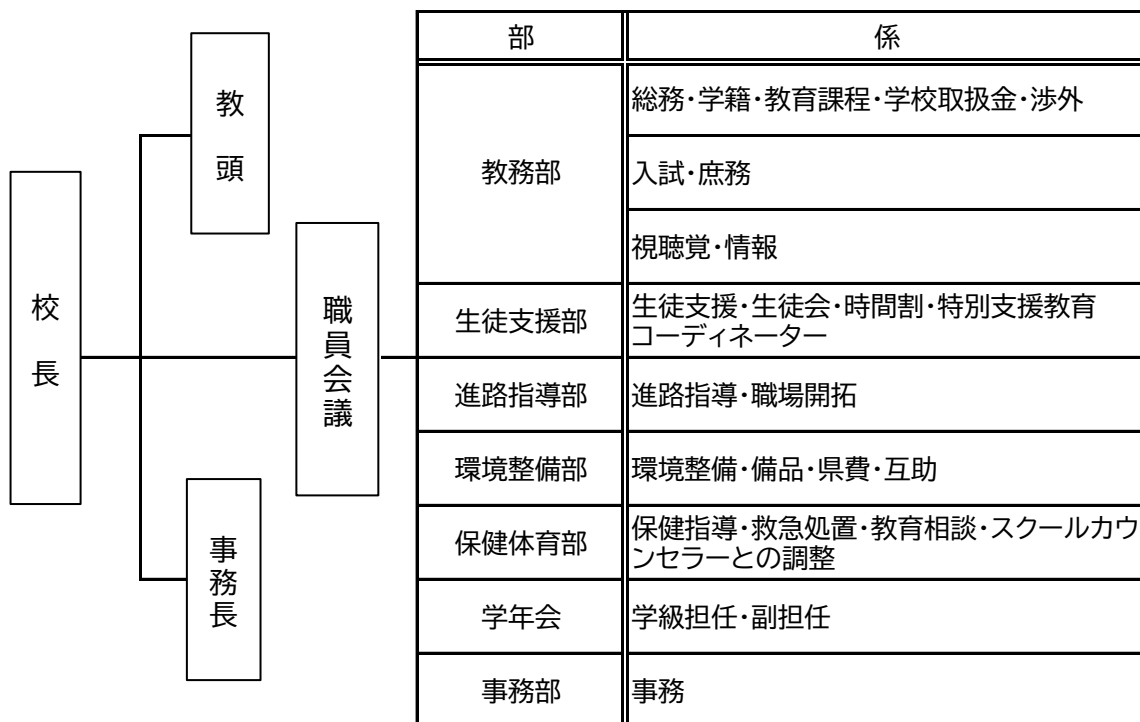 校長
教頭
事務長
職員会議
部
係
教務部
総務・学籍・教育課程・学校取扱金・渉外
入試・庶務
視聴覚・情報
生徒支援部
生徒支援・生徒会・時間割・特別支援教育
コーディネーター
進路指導部
進路指導・職場開拓
環境整備部
環境整備・備品・県費・互助
保健体育部
保健指導・救急処置・教育相談・スクールカウ
ンセラーとの調整
学年会
学級担任・副担任
事務部
事務